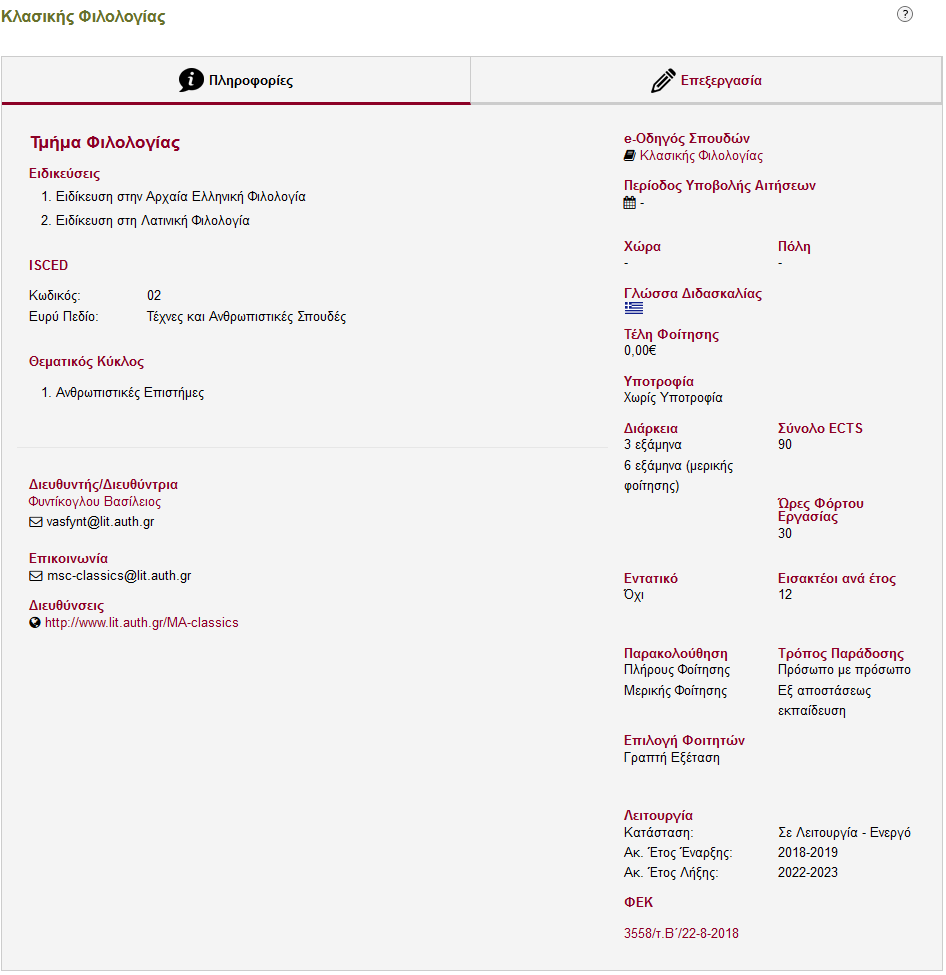 Κλασικής Φιλολογίας
?
Πληροφορίες
Επεξεργασία
Τμήμα Φιλολογίας
Ειδικεύσεις
1. Ειδίκευση στην Αρχαία Ελληνική Φιλολογία
2. Ειδίκευση στη Λατινική Φιλολογία
ISCED
Κωδικός: 02
Ευρύ Πεδίο: Τέχνες και Ανθρωπιστικές Σπουδές
Θεματικός Κύκλος
1. Ανθρωπιστικές Επιστήμες
Διευθυντής/Διευθύντρια
Φυντίκογλου Βασίλειος
vasfynt@lit.auth.gr
Επικοινωνία
msc-classics@lit.auth.gr
Διευθύνσεις
http://www.lit.auth.gr/MA-classics
e-Οδηγός Σπουδών
Κλασικής Φιλολογίας
Περίοδος Υποβολής Αιτήσεων
-
Χώρα Πόλη
- -
Γλώσσα Διδασκαλίας
Τέλη Φοίτησης
0,00€
Υποτροφία
Χωρίς Υποτροφία
Διάρκεια Σύνολο ECTS
3 εξάμηνα 90
6 εξάμηνα (μερικής
φοίτησης)
Ώρες Φόρτου
Εργασίας
30
Εντατικό Εισακτέοι ανά έτος
Όχι 12
Παρακολούθηση Τρόπος Παράδοσης
Πλήρους Φοίτησης Πρόσωπο με πρόσωπο
Μερικής Φοίτησης Εξ αποστάσεως
εκπαίδευση
Επιλογή Φοιτητών
Γραπτή Εξέταση
Λειτουργία
Κατάσταση: Σε Λειτουργία - Ενεργό
Ακ. Έτος Έναρξης: 2018-2019
Ακ. Έτος Λήξης: 2022-2023
ΦΕΚ
3558/τ.Β΄/22-8-2018